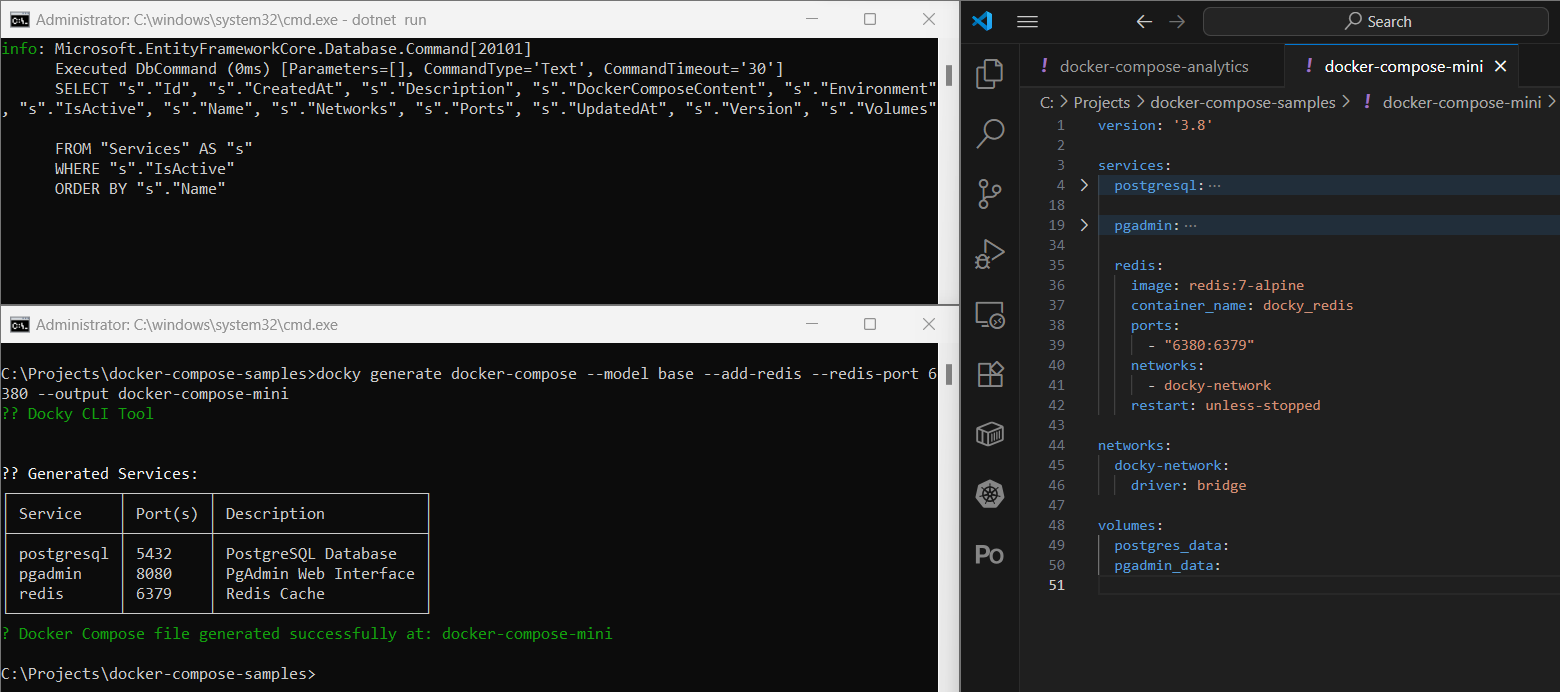 Administrator: C:\windows\system32\cmd.exe - dotnet  run
info: Microsoft.EntityFrameworkCore.Database.Command[20101]
      Executed DbCommand (0ms) [Parameters=[], CommandType='Text', CommandTimeout='30']
      SELECT "s"."Id", "s"."CreatedAt", "s"."Description", "s"."DockerComposeContent", "s"."Environment"
, "s"."IsActive", "s"."Name", "s"."Networks", "s"."Ports", "s"."UpdatedAt", "s"."Version", "s"."Volumes"
      FROM "Services" AS "s"
      WHERE "s"."IsActive"
      ORDER BY "s"."Name"
Administrator: C:\windows\system32\cmd.exe
C:\Projects\docker-compose-samples>docky generate docker-compose --model base --add-redis --redis-port 6
380 --output docker-compose-mini
?? Docky CLI Tool
?? Generated Services:
Service Port(s) Description
postgresql 5432 PostgreSQL Database
pgadmin 8080 PgAdmin Web Interface
redis 6379 Redis Cache
? Docker Compose file generated successfully at: docker-compose-mini
C:\Projects\docker-compose-samples>
Search
! docker-compose-analytics ! docker-compose-mini
C: > Projects > docker-compose-samples > ! docker-compose-mini >
1 version: '3.8'
2
3 services:
4 > postgresql: ···
18
19 > pgadmin: ···
34
35 redis:
36 image: redis:7-alpine
37 container_name: docky_redis
38 ports:
39 - "6380:6379"
40 networks:
41 - docky-network
42 restart: unless-stopped
43
44 networks:
45 docky-network:
46 driver: bridge
47
48 volumes:
49 postgres_data:
50 pgadmin_data:
51
Po